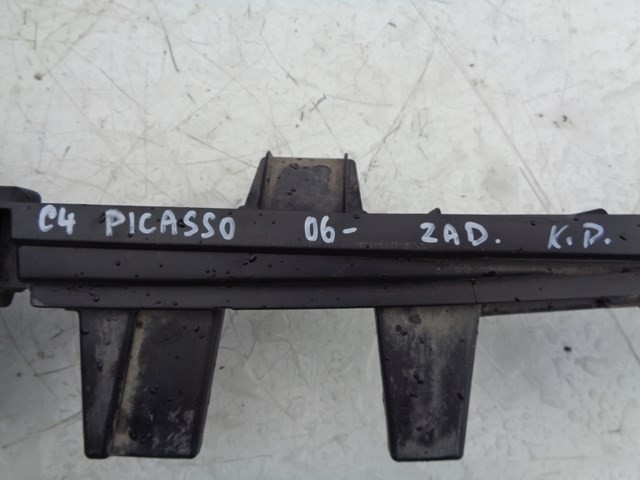 C4 PICASSO 06- ZAD. K.D.